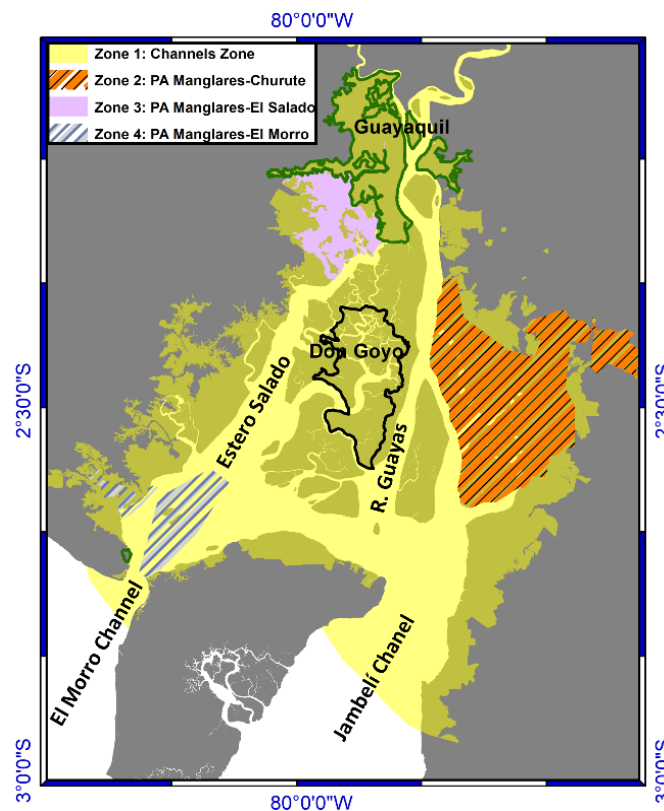 80°0'0"W
Zone 1: Channels Zone
Zone 2: PA Manglares-Churute
Zone 3: PA Manglares-El Salado
Zone 4: PA Manglares-El Morro
Guayaquil
Don Goyo
Estero Salado
R. Guayas
El Morro Channel
Jambelí Chanel
2°30'0"S
2°30'0"S
3°0'0"S
3°0'0"S
80°0'0"W